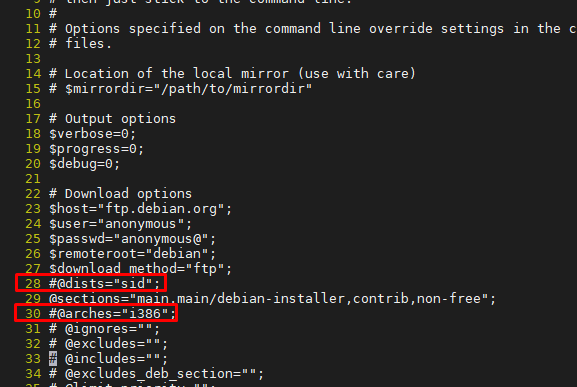 9 # then just stick to the command line.
10 #
11 # Options specified on the command line override settings in the c
12 # files.
13
14 # Location of the local mirror (use with care)
15 # $mirrordir="/path/to/mirrordir"
16
17 # Output options
18 $verbose=0;
19 $progress=0;
20 $debug=0;
21
22 # Download options
23 $host="ftp.debian.org";
24 $user="anonymous";
25 $passwd="anonymous@";
26 $remoteroot="debian";
27 $download_method="ftp";
28 #@dists="sid";
29 @sections="main.main/debian-installer,contrib,non-free";
30 #@arches="i386";
31 # @ignores="";
32 # @excludes="";
33 # @includes="";
34 # @excludes_deb_section="";
35 # @limit_priority="";